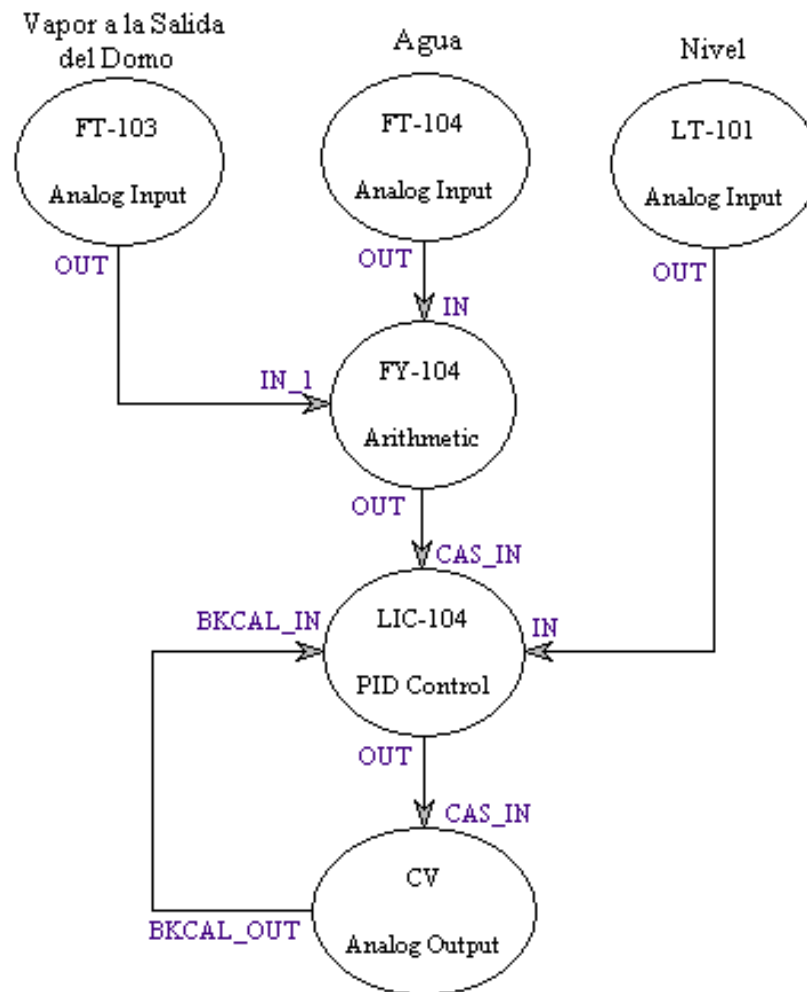 Vapor a la Salida
del Domo
Agua
Nivel
FT-103
Analog Input
FT-104
Analog Input
LT-101
Analog Input
OUT
OUT
OUT
IN
IN_1
FY-104
Arithmetic
OUT
CAS_IN
BKCAL_IN
LIC-104
PID Control
IN
OUT
CAS_IN
CV
Analog Output
BKCAL_OUT